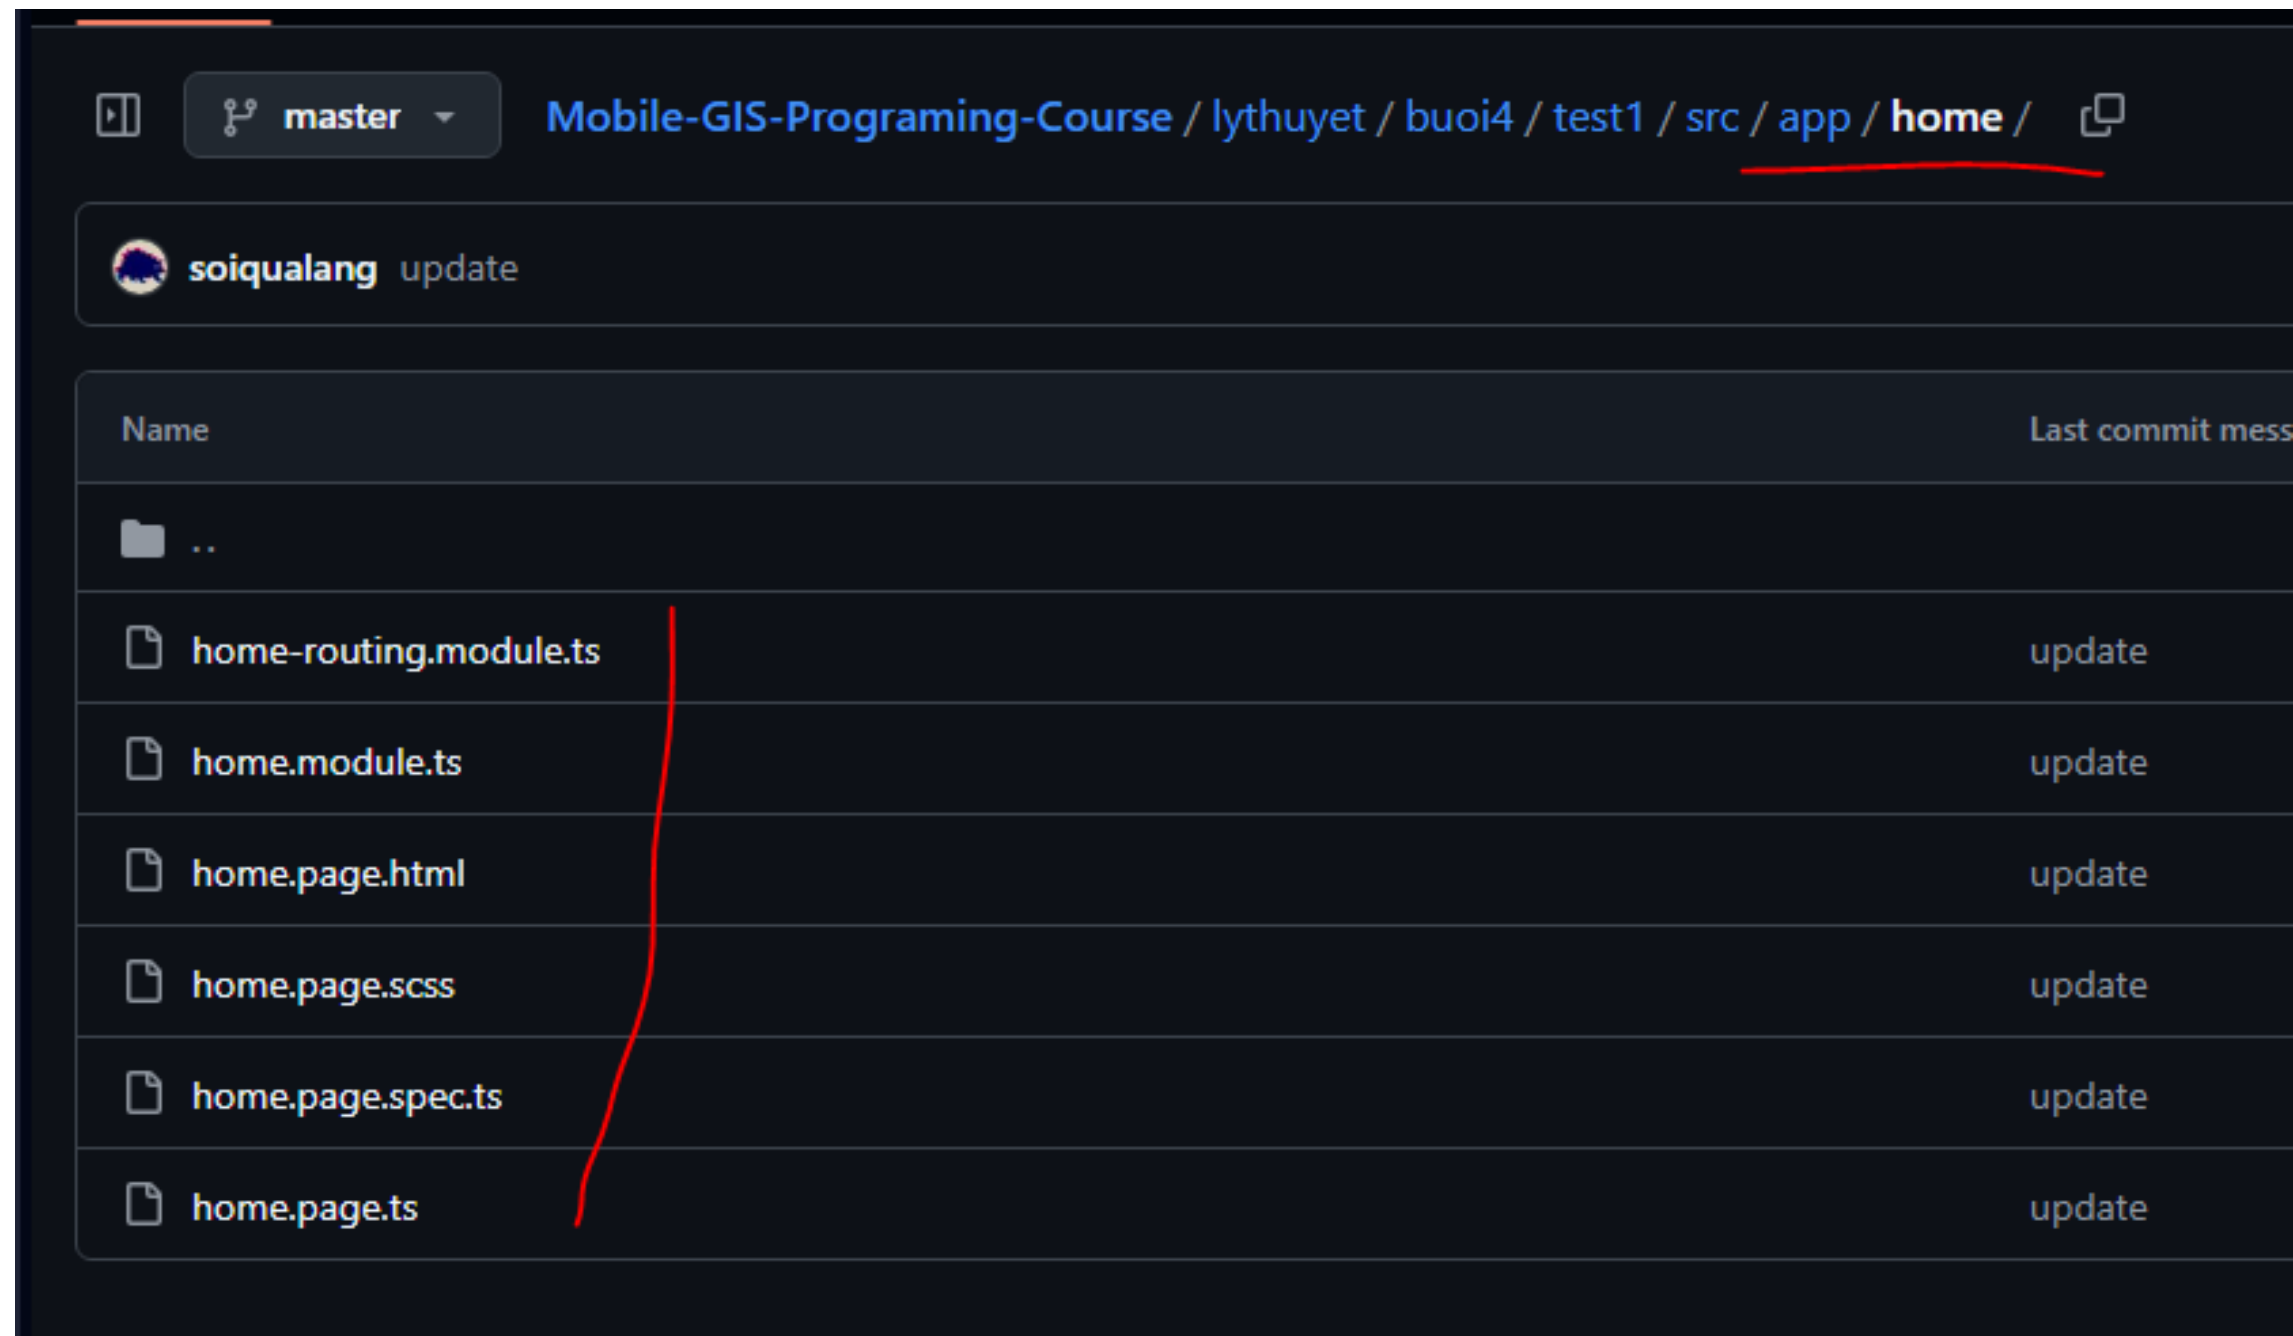 master Mobile-GIS-Programing-Course / lythuyet / buoi4 / test1 / src / app / home /
soiqualang update
Name Last commit mess
..
home-routing.module.ts update
home.module.ts update
home.page.html update
home.page.scss update
home.page.spec.ts update
home.page.ts update